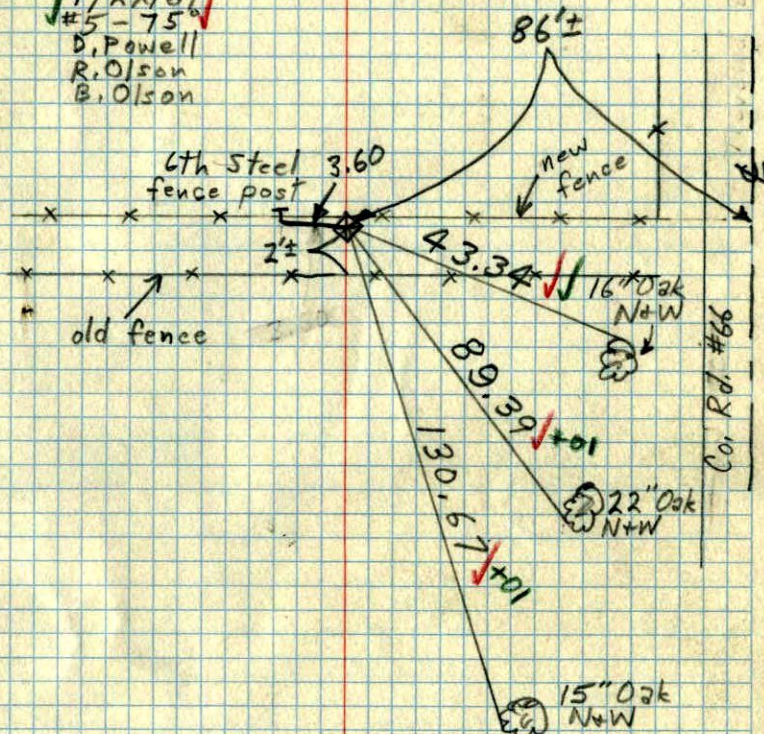 #5 - 75°
D. Powell
R. Olson
B. Olson
86'±
6th Steel
fence post
3.60
new
fence
2'±
43.34
16" Oak
N+W
old fence
89.39
+01
Co. Rd. #66
22" Oak
N+W
130.67
+01
15" Oak
N+W